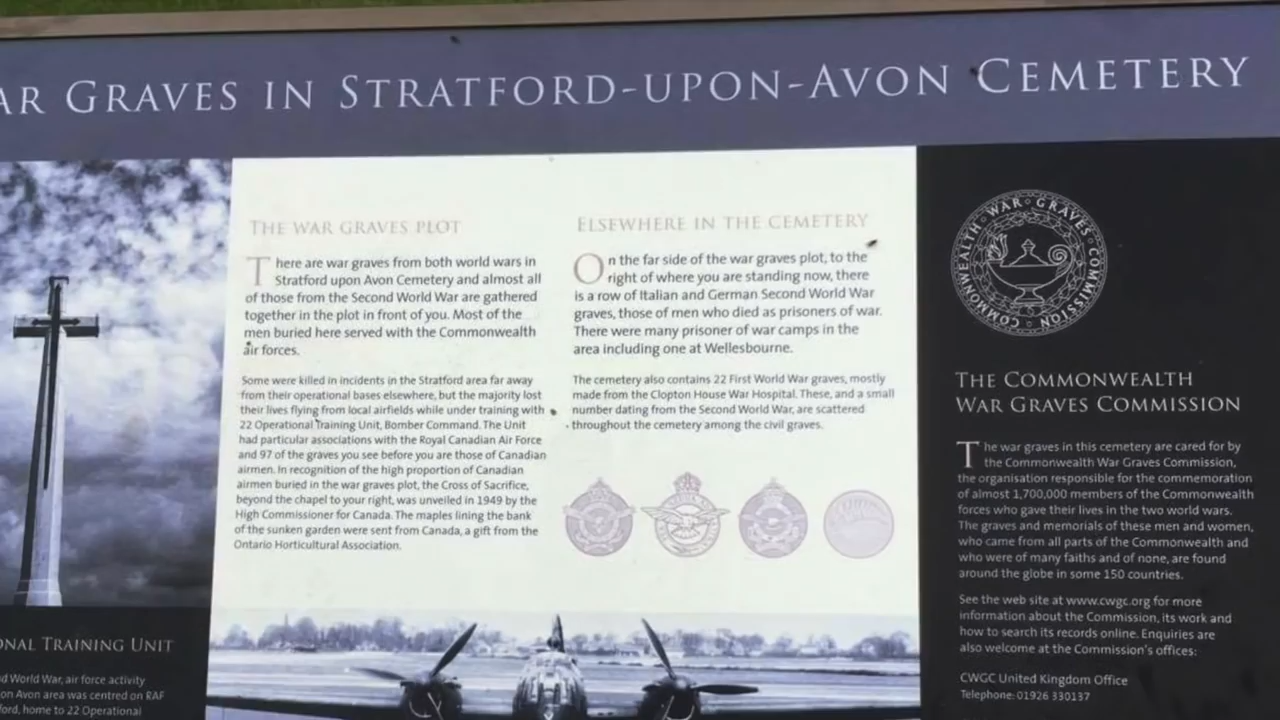 AR GRAVES IN STRATFORD-UPON-AVON CEMETERY
THE WAR GRAVES PLOT
There are war graves from both world wars in
Stratford upon Avon Cemetery and almost all
of those from the Second World War are gathered
together in the plot in front of you. Most of the
men buried here served with the Commonwealth
air forces.
Some were killed in incidents in the Stratford area far away
from their operational bases elsewhere, but the majority lost
their lives flying from local airfields while under training with
22 Operational Training Unit, Bomber Command. The Unit
had particular associations with the Royal Canadian Air Force
and 97 of the graves you see before you are those of Canadian
airmen. In recognition of the high proportion of Canadian
airmen buried in the war graves plot, the Cross of Sacrifice,
beyond the chapel to your right, was unveiled in 1949 by the
High Commissioner for Canada. The maples lining the bank
of the sunken garden were sent from Canada, a gift from the
Ontario Horticultural Association.
ELSEWHERE IN THE CEMETERY
On the far side of the war graves plot, to the
right of where you are standing now, there
is a row of Italian and German Second World War
graves, those of men who died as prisoners of war.
There were many prisoner of war camps in the
area including one at Wellesbourne.
The cemetery also contains 22 First World War graves, mostly
made from the Clopton House War Hospital. These, and a small
number dating from the Second World War, are scattered
throughout the cemetery among the civil graves.
COMMONWEALTH · WAR · GRAVES · COMMISSION
THE COMMONWEALTH
WAR GRAVES COMMISSION
The war graves in this cemetery are cared for by
the Commonwealth War Graves Commission,
the organisation responsible for the commemoration
of almost 1,700,000 members of the Commonwealth
forces who gave their lives in the two world wars.
The graves and memorials of these men and women,
who came from all parts of the Commonwealth and
who were of many faiths and of none, are found
around the globe in some 150 countries.
See the web site at www.cwgc.org for more
information about the Commission, its work and
how to search its records online. Enquiries are
also welcome at the Commission's offices:
CWGC United Kingdom Office
Telephone: 01926 330137
ONAL TRAINING UNIT
d World War, air force activity
on Avon area was centred on RAF
ford, home to 22 Operational